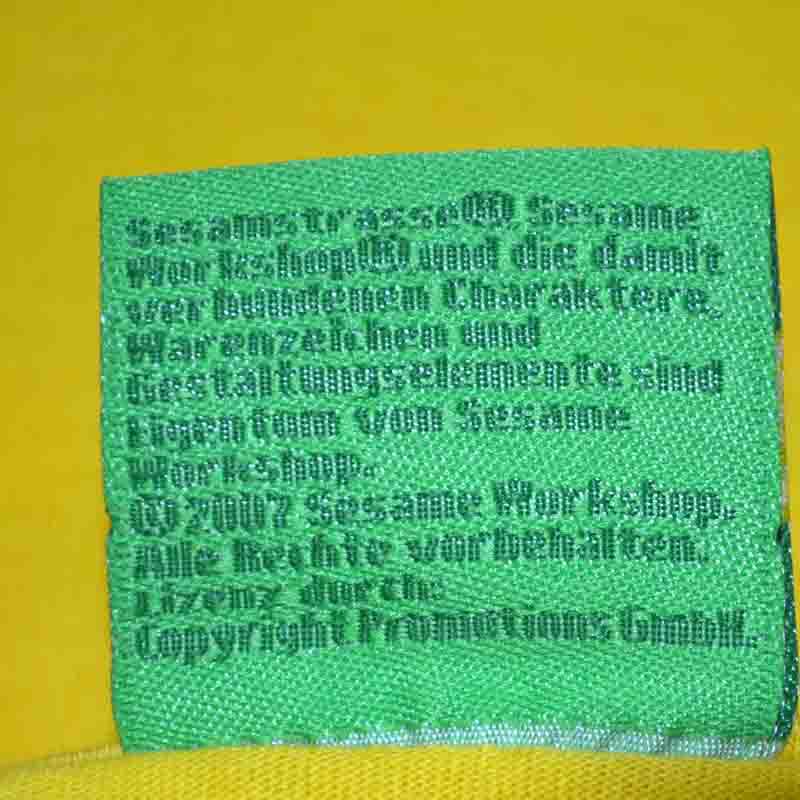 Sesamstrasse®, Sesame
Workshop® und die damit
verbundenen Charaktere,
Warenzeichen und
Gestaltungselemente sind
Eigentum von Sesame
Workshop.
© 2007 Sesame Workshop.
Alle Rechte vorbehalten.
Lizenz durch:
Copyright Promotions GmbH.